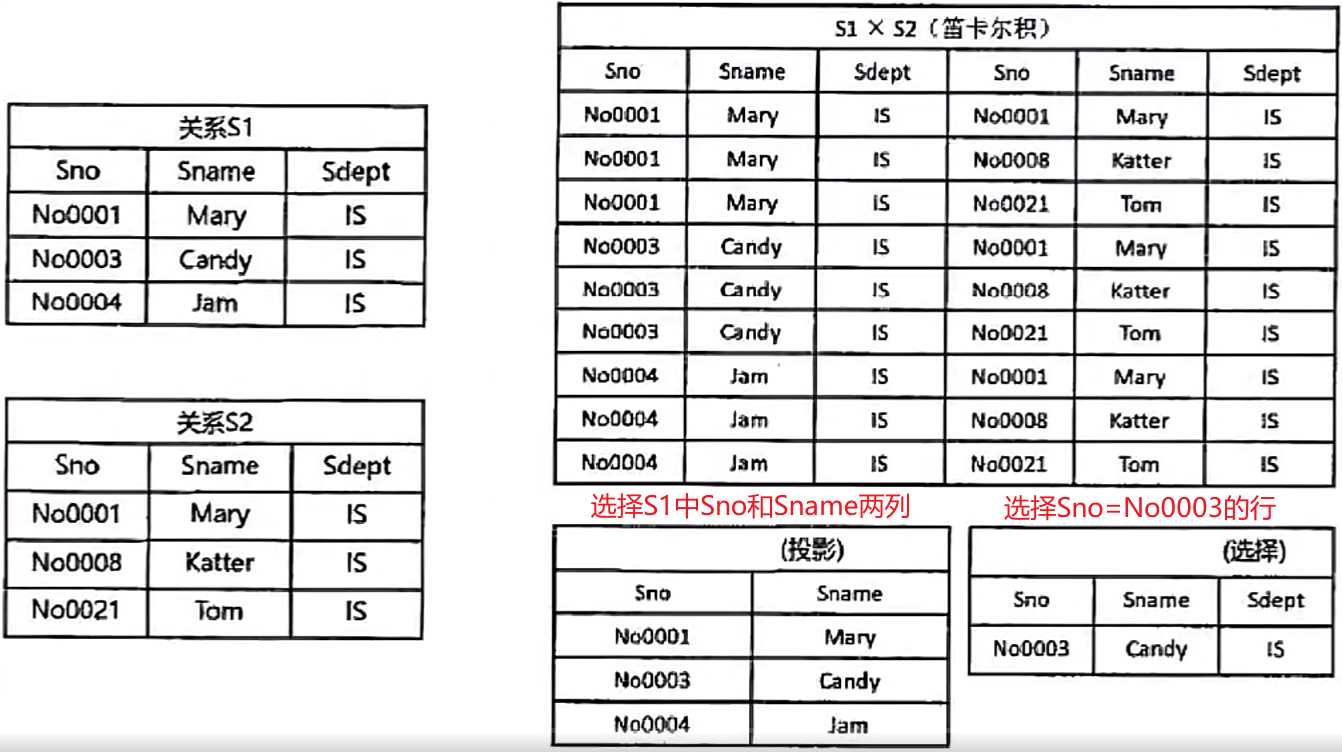 关系S1
Sno Sname Sdept
No0001 Mary IS
No0003 Candy IS
No0004 Jam IS
关系S2
Sno Sname Sdept
No0001 Mary IS
No0008 Katter IS
No0021 Tom IS
S1 × S2（笛卡尔积）
Sno Sname Sdept Sno Sname Sdept
No0001 Mary IS No0001 Mary IS
No0001 Mary IS No0008 Katter IS
No0001 Mary IS No0021 Tom IS
No0003 Candy IS No0001 Mary IS
No0003 Candy IS No0008 Katter IS
No0003 Candy IS No0021 Tom IS
No0004 Jam IS No0001 Mary IS
No0004 Jam IS No0008 Katter IS
No0004 Jam IS No0021 Tom IS
选择S1中Sno和Sname两列
(投影)
Sno Sname
No0001 Mary
No0003 Candy
No0004 Jam
选择Sno=No0003的行
(选择)
Sno Sname Sdept
No0003 Candy IS